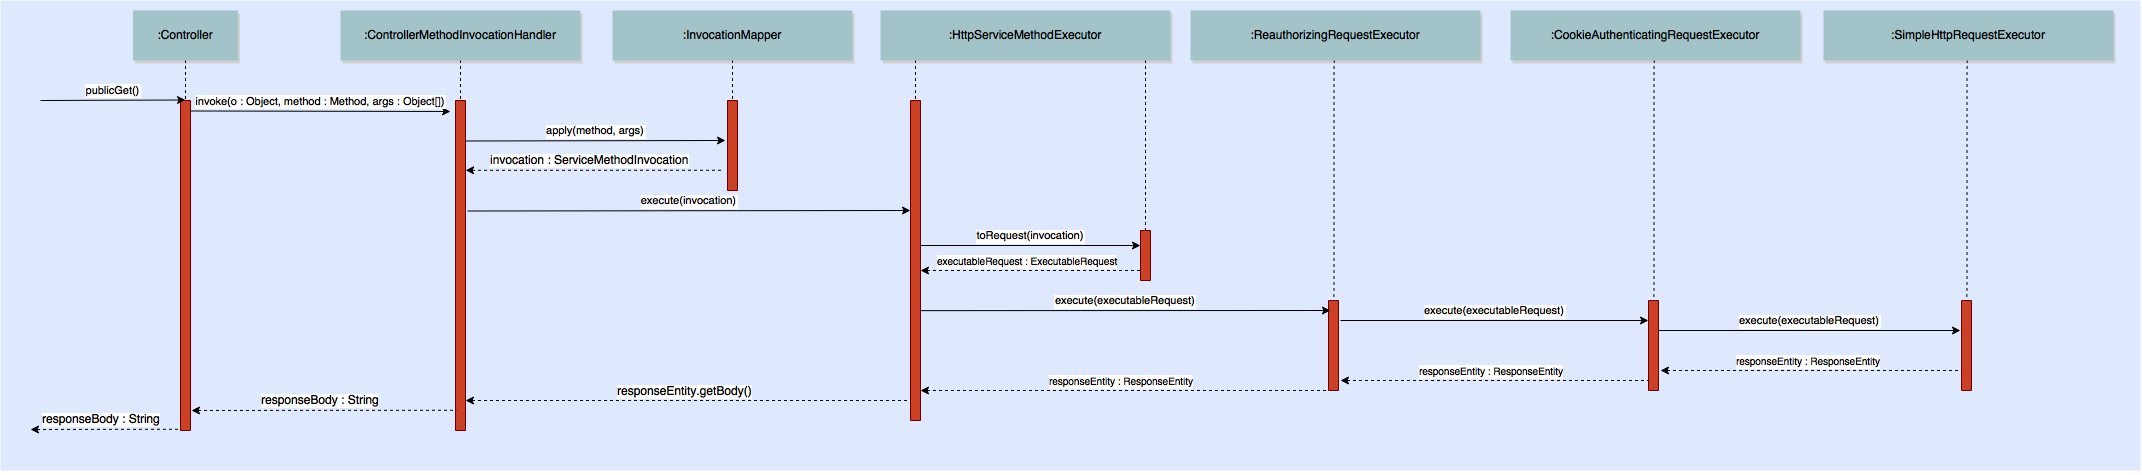 :Controller
:ControllerMethodInvocationHandler
:InvocationMapper
:HttpServiceMethodExecutor
:ReauthorizingRequestExecutor
:CookieAuthenticatingRequestExecutor
:SimpleHttpRequestExecutor
publicGet()
invoke(o : Object, method : Method, args : Object[])
apply(method, args)
invocation : ServiceMethodInvocation
execute(invocation)
toRequest(invocation)
executableRequest : ExecutableRequest
execute(executableRequest)
execute(executableRequest)
execute(executableRequest)
responseEntity : ResponseEntity
responseEntity : ResponseEntity
responseEntity : ResponseEntity
responseEntity.getBody()
responseBody : String
responseBody : String